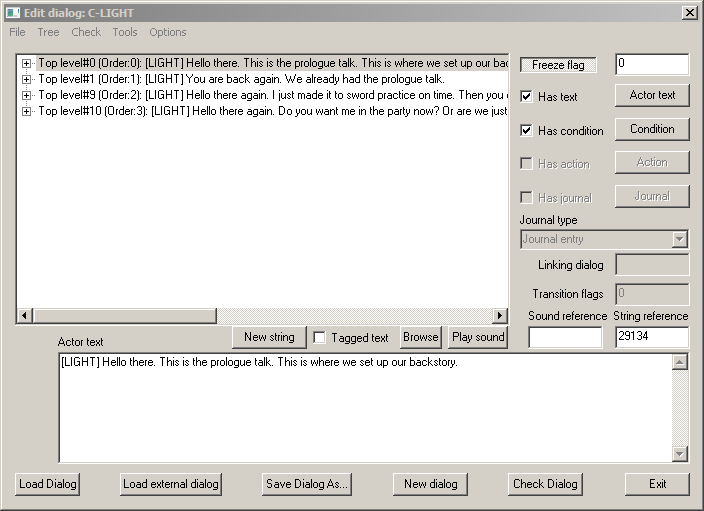 Edit dialog: C-LIGHT
File Tree Check Tools Options
Top level#0 (Order:0): [LIGHT] Hello there. This is the prologue talk. This is where we set up our bac
Top level#1 (Order:1): [LIGHT] You are back again. We already had the prologue talk.
Top level#9 (Order:2): [LIGHT] Hello there again. I just made it to sword practice on time. Then you
Top level#10 (Order:3): [LIGHT] Hello there again. Do you want me in the party now? Or are we just
Freeze flag 0
Has text Actor text
Has condition Condition
Has action Action
Has journal Journal
Journal type
Journal entry
Linking dialog
Transition flags 0
Sound reference String reference
29134
Actor text New string Tagged text Browse Play sound
[LIGHT] Hello there. This is the prologue talk. This is where we set up our backstory.
Load Dialog Load external dialog Save Dialog As... New dialog Check Dialog Exit